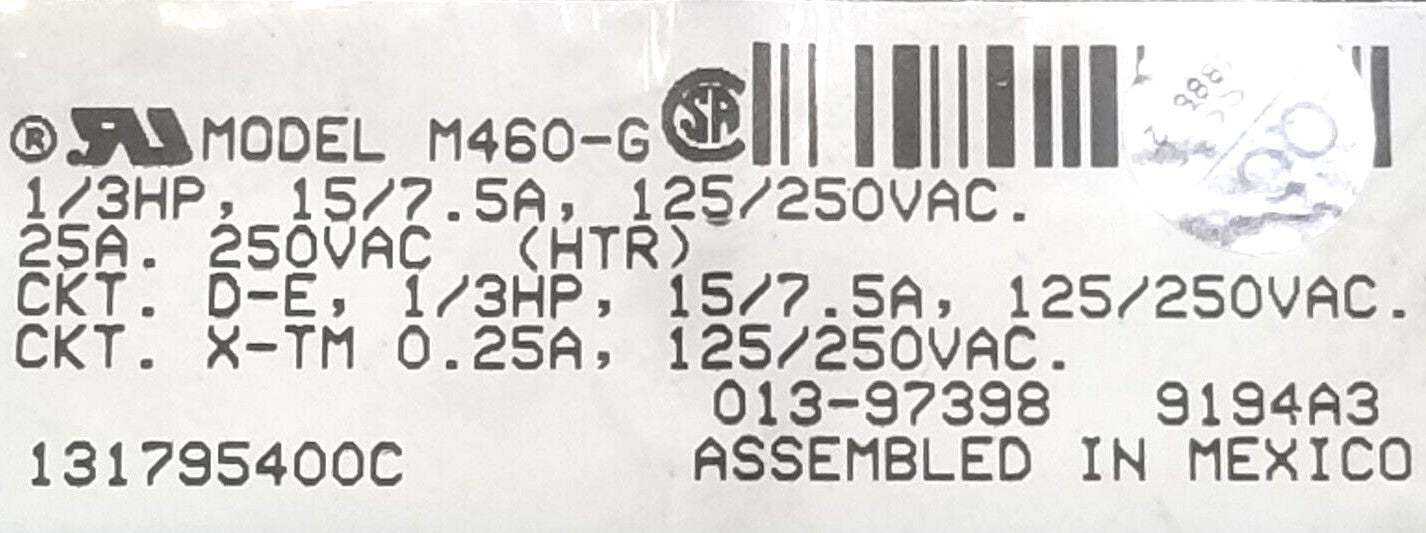 ® MODEL M460-G
1/3HP, 15/7.5A, 125/250VAC.
25A. 250VAC (HTR)
CKT. D-E, 1/3HP, 15/7.5A, 125/250VAC.
CKT. X-TM 0.25A, 125/250VAC.
013-97398 9194A3
131795400C ASSEMBLED IN MEXICO